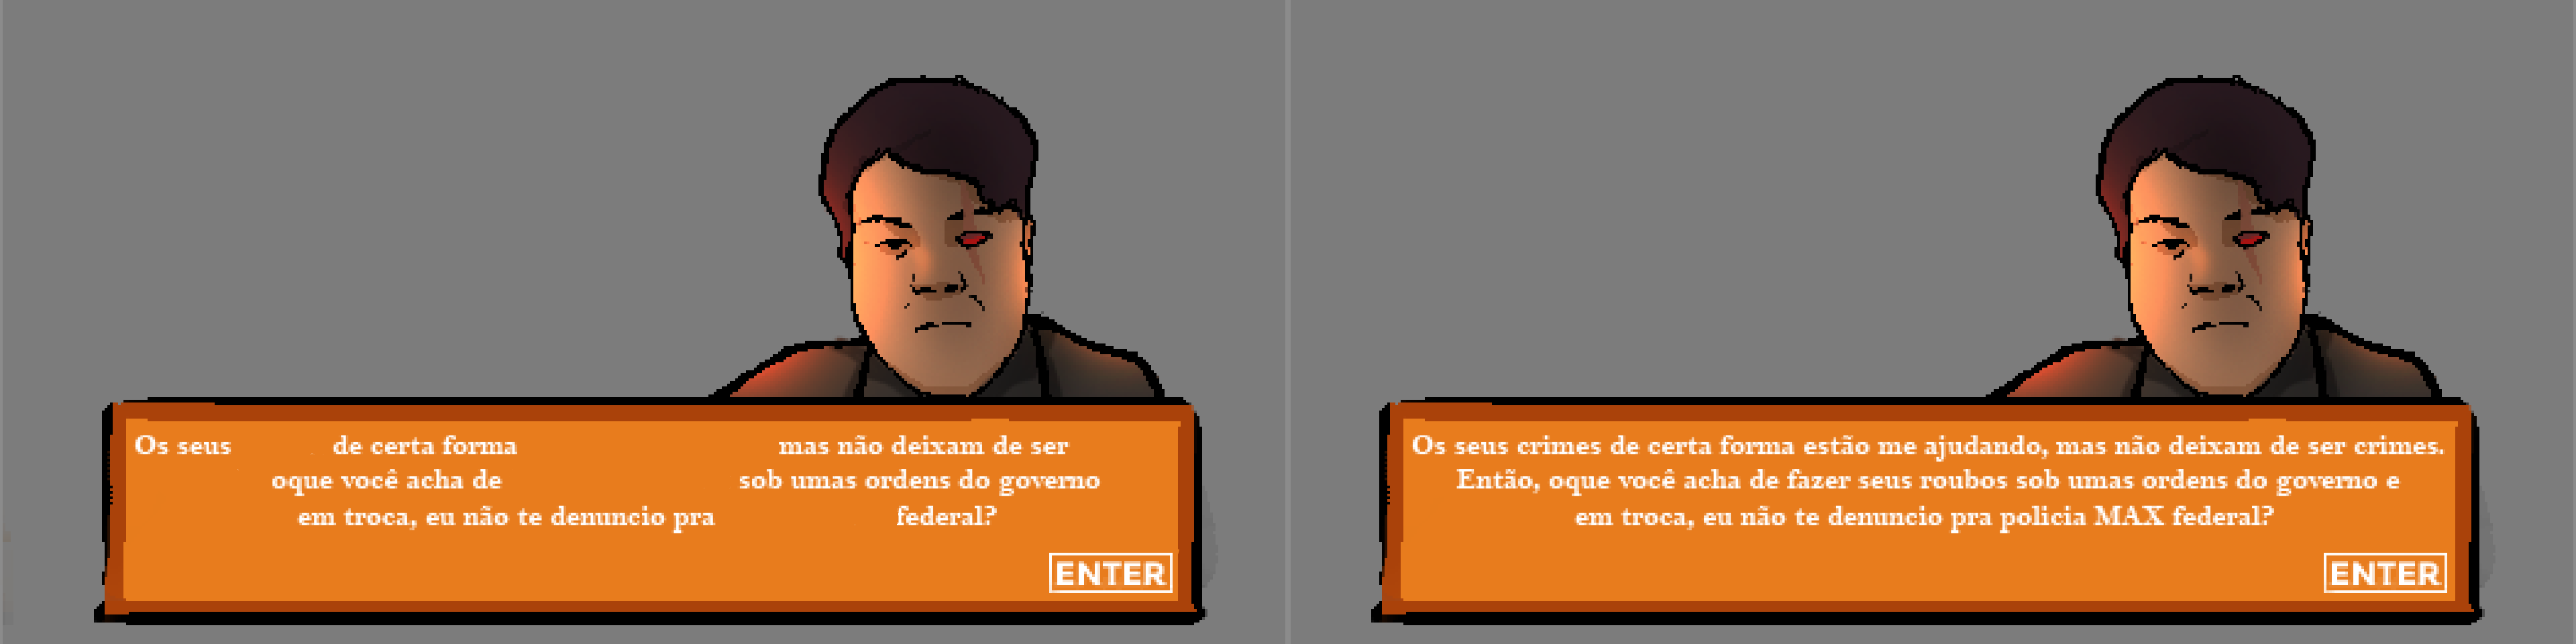 Os seus de certa forma mas não deixam de ser
oque você acha de sob umas ordens do governo
em troca, eu não te denuncio pra federal?
ENTER
Os seus crimes de certa forma estão me ajudando, mas não deixam de ser crimes.
Então, oque você acha de fazer seus roubos sob umas ordens do governo e
em troca, eu não te denuncio pra policia MAX federal?
ENTER